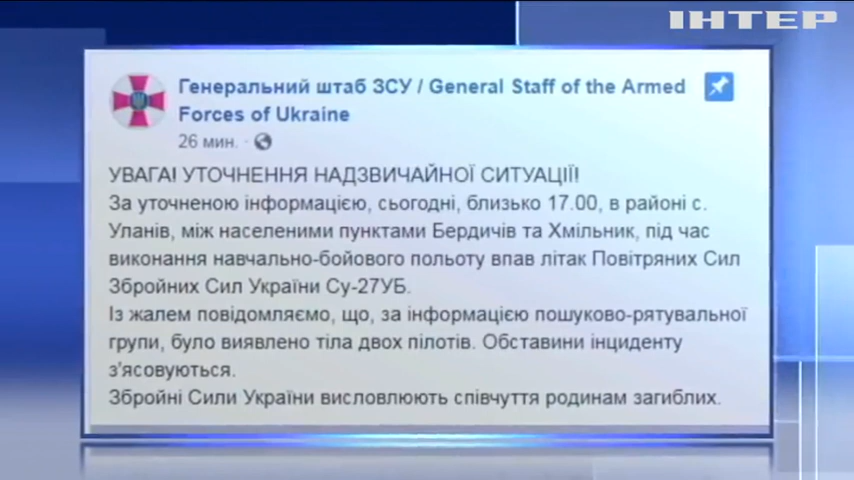 ІНТЕР
Генеральний штаб ЗСУ / General Staff of the Armed
Forces of Ukraine
26 мин. ·
УВАГА! УТОЧНЕННЯ НАДЗВИЧАЙНОЇ СИТУАЦІЇ!
За уточненою інформацією, сьогодні, близько 17.00, в районі с.
Уланів, між населеними пунктами Бердичів та Хмільник, під час
виконання навчально-бойового польоту впав літак Повітряних Сил
Збройних Сил України Су-27УБ.
Із жалем повідомляємо, що, за інформацією пошуково-рятувальної
групи, було виявлено тіла двох пілотів. Обставини інциденту
з'ясовуються.
Збройні Сили України висловлюють співчуття родинам загиблих.